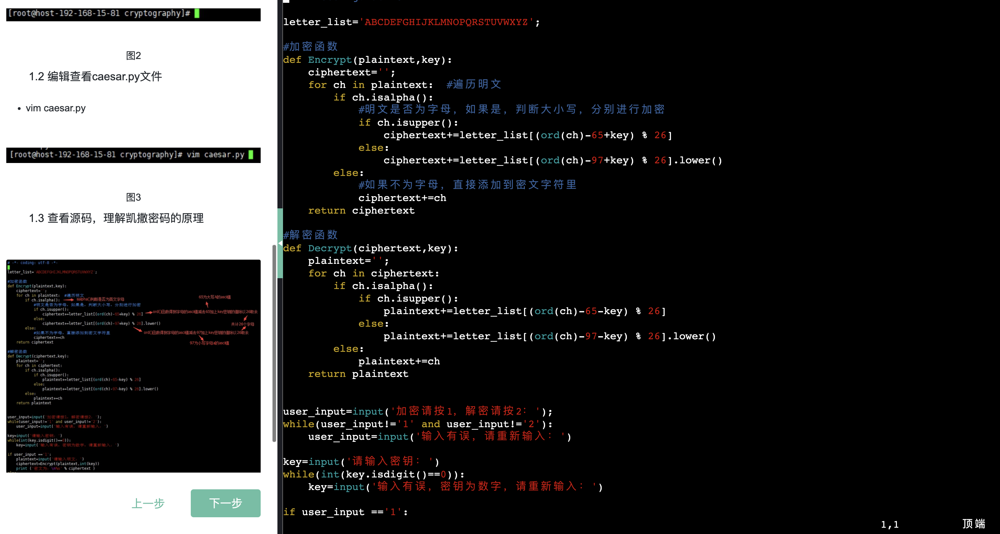 [root@host-192-168-15-81 cryptography]#
图2
1.2 编辑查看caesar.py文件
• vim caesar.py
[root@host-192-168-15-81 cryptography]# vim caesar.py
图3
1.3 查看源码，理解凯撒密码的原理
# -*- coding: utf-8 -*-
letter_list='ABCDEFGHIJKLMNOPQRSTUVWXYZ';
#加密函数
def Encrypt(plaintext,key):
ciphertext='';
for ch in plaintext: #遍历明文
if ch.isalpha(): isalpha()判断是否为英文字母
65为大写A的ascii值
#明文是否为字母，如果是，判断大小写，分别进行加密
if ch.isupper():
ciphertext+=letter_list[(ord(ch)-65+key) % 26] ord()函数得到字母的ascii值减去65加上key密钥的值除以26取余
else:
ciphertext+=letter_list[(ord(ch)-97+key) % 26].lower() 共计26个字母
else:
#如果不为字母，直接添加到密文字符里 ord()函数得到字母的ascii值减去97加上key密钥的值除以26取余
ciphertext+=ch
return ciphertext 97为小写字母a的ascii值
#解密函数
def Decrypt(ciphertext,key):
plaintext='';
for ch in ciphertext:
if ch.isalpha():
if ch.isupper():
plaintext+=letter_list[(ord(ch)-65-key) % 26]
else:
plaintext+=letter_list[(ord(ch)-97-key) % 26].lower()
else:
plaintext+=ch
return plaintext
user_input=input('加密请按1，解密请按2：');
while(user_input!='1' and user_input!='2'):
user_input=input('输入有误，请重新输入：')
key=input('请输入密钥：')
while(int(key.isdigit()==0)):
key=input('输入有误，密钥为数字，请重新输入：')
if user_input =='1':
plaintext=input('请输入明文：')
ciphertext=Encrypt(plaintext,int(key))
print ('密文为：\n%s' % ciphertext )
上一步 下一步
letter_list='ABCDEFGHIJKLMNOPQRSTUVWXYZ';
#加密函数
def Encrypt(plaintext,key):
ciphertext='';
for ch in plaintext: #遍历明文
if ch.isalpha():
#明文是否为字母，如果是，判断大小写，分别进行加密
if ch.isupper():
ciphertext+=letter_list[(ord(ch)-65+key) % 26]
else:
ciphertext+=letter_list[(ord(ch)-97+key) % 26].lower()
else:
#如果不为字母，直接添加到密文字符里
ciphertext+=ch
return ciphertext
#解密函数
def Decrypt(ciphertext,key):
plaintext='';
for ch in ciphertext:
if ch.isalpha():
if ch.isupper():
plaintext+=letter_list[(ord(ch)-65-key) % 26]
else:
plaintext+=letter_list[(ord(ch)-97-key) % 26].lower()
else:
plaintext+=ch
return plaintext
user_input=input('加密请按1，解密请按2：');
while(user_input!='1' and user_input!='2'):
user_input=input('输入有误，请重新输入：')
key=input('请输入密钥：')
while(int(key.isdigit()==0)):
key=input('输入有误，密钥为数字，请重新输入：')
if user_input =='1':
1,1 顶端